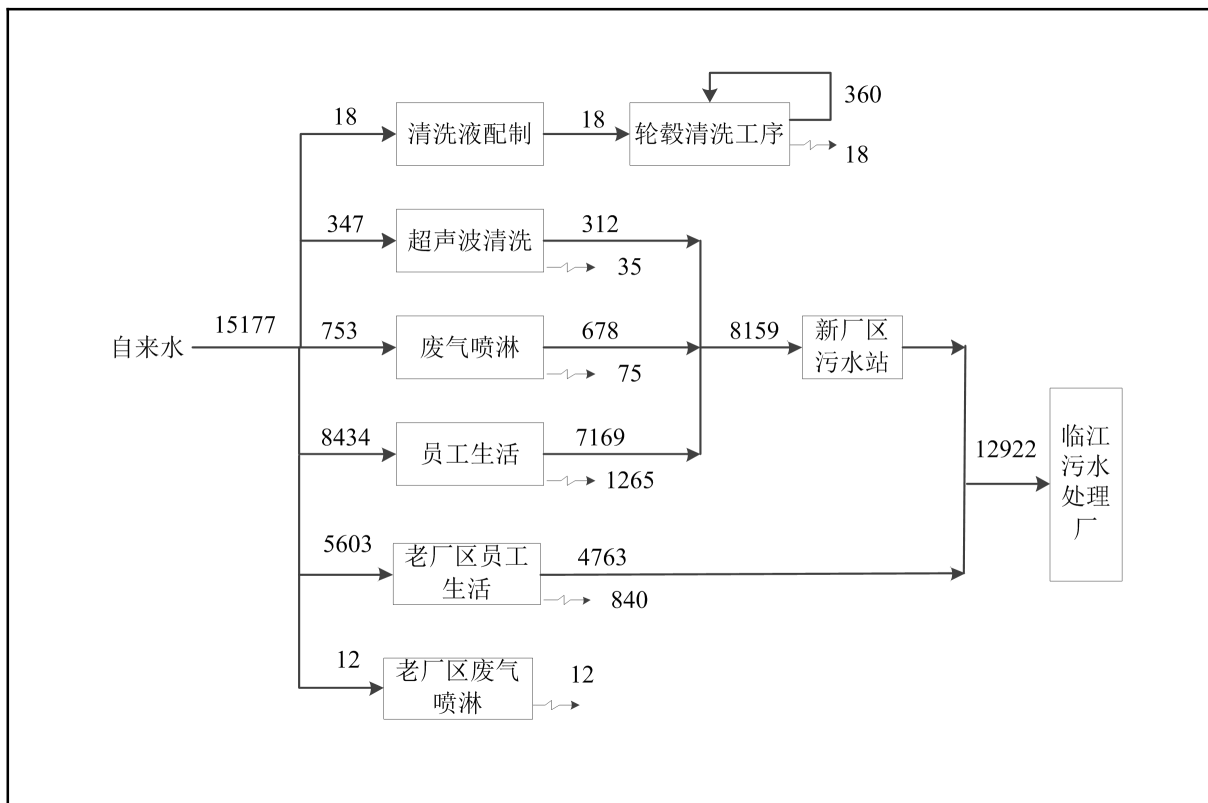 360
18
清洗液配制
18
轮毂清洗工序
18
347
超声波清洗
312
35
自来水
15177
753
废气喷淋
678
75
8159
新厂区
污水站
8434
员工生活
7169
1265
12922
临江
污水
处理
厂
5603
老厂区员工
生活
4763
840
12
老厂区废气
喷淋
12